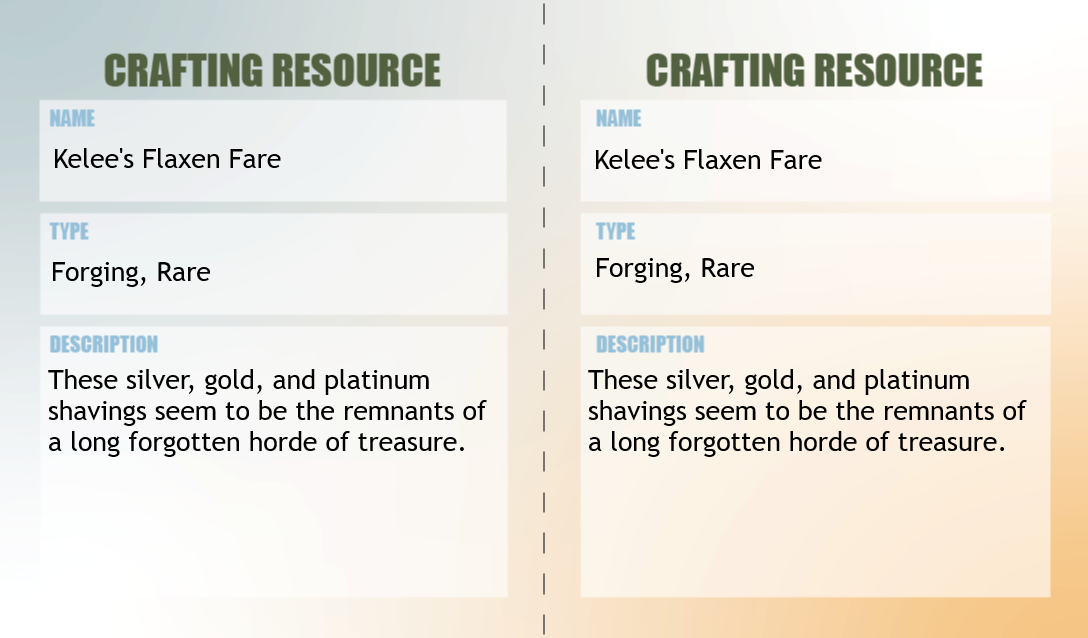 CRAFTING RESOURCE
NAME
Kelee's Flaxen Fare
TYPE
Forging, Rare
DESCRIPTION
These silver, gold, and platinum
shavings seem to be the remnants of
a long forgotten horde of treasure.
CRAFTING RESOURCE
NAME
Kelee's Flaxen Fare
TYPE
Forging, Rare
DESCRIPTION
These silver, gold, and platinum
shavings seem to be the remnants of
a long forgotten horde of treasure.